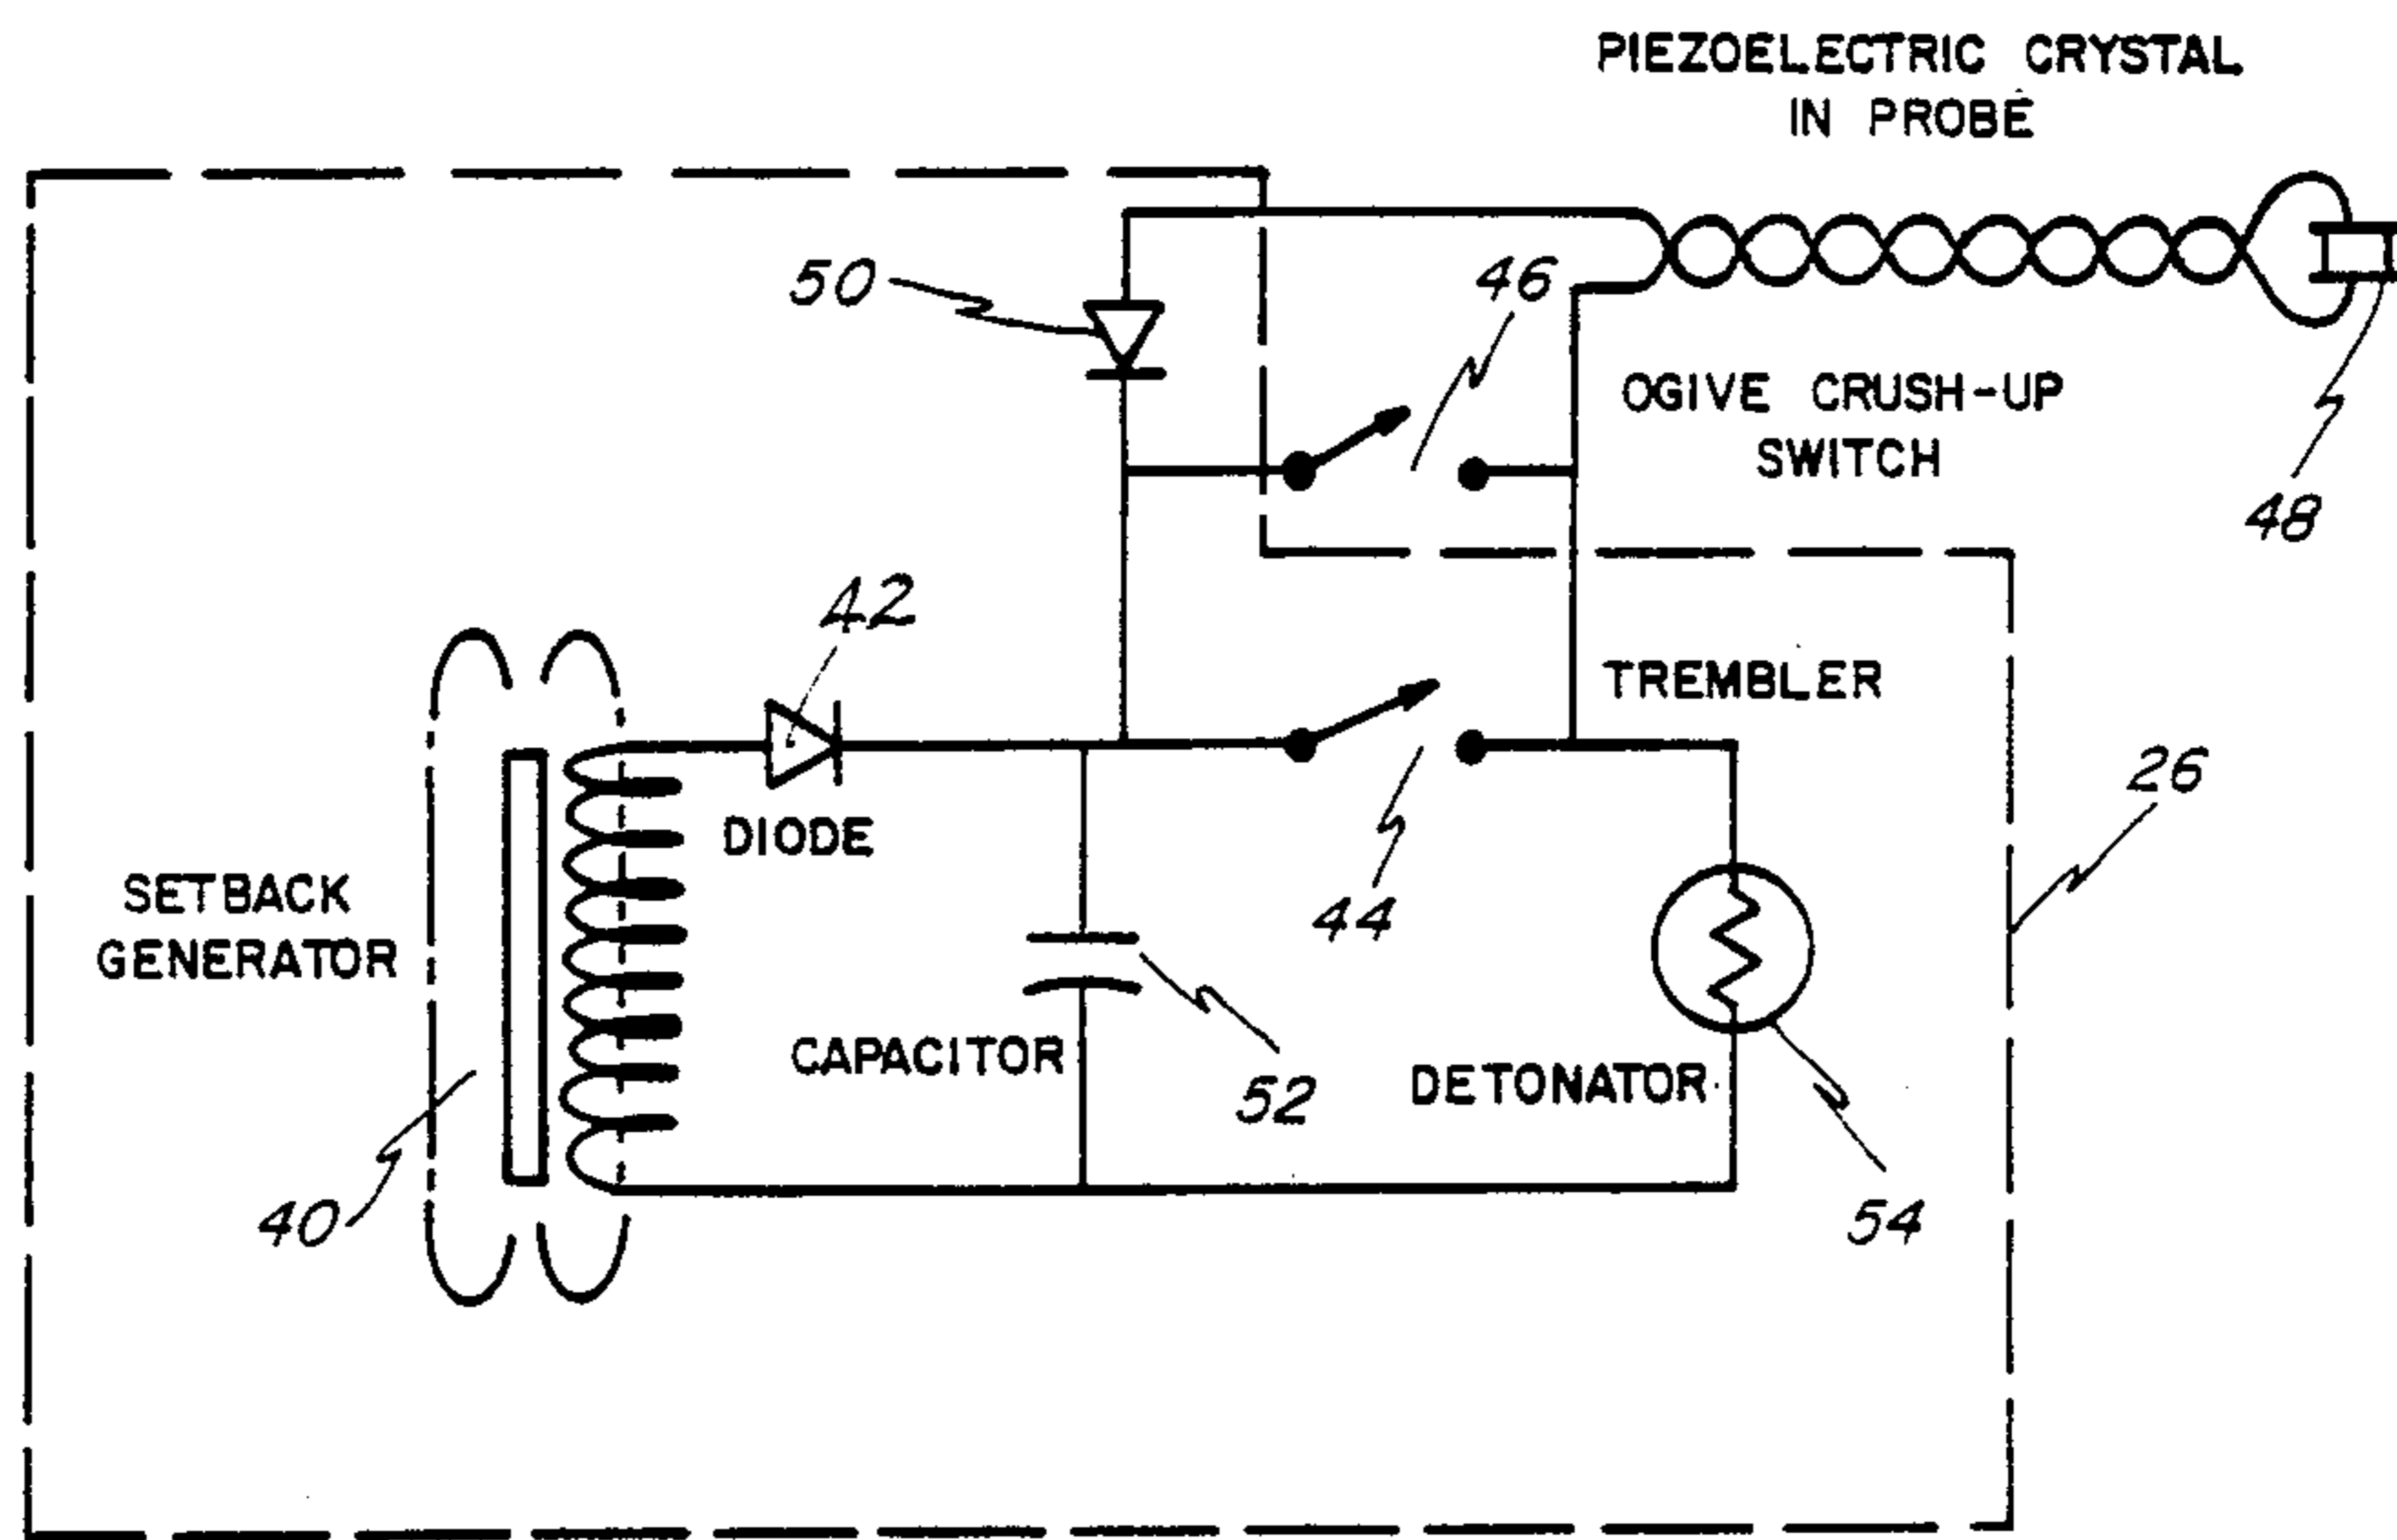 PIEZOELECTRIC CRYSTAL
IN PROBE
50
46
OGIVE CRUSH-UP
SWITCH
48
42
TREMBLER
26
DIODE
SETBACK
GENERATOR
44
CAPACITOR
52
DETONATOR
40
54